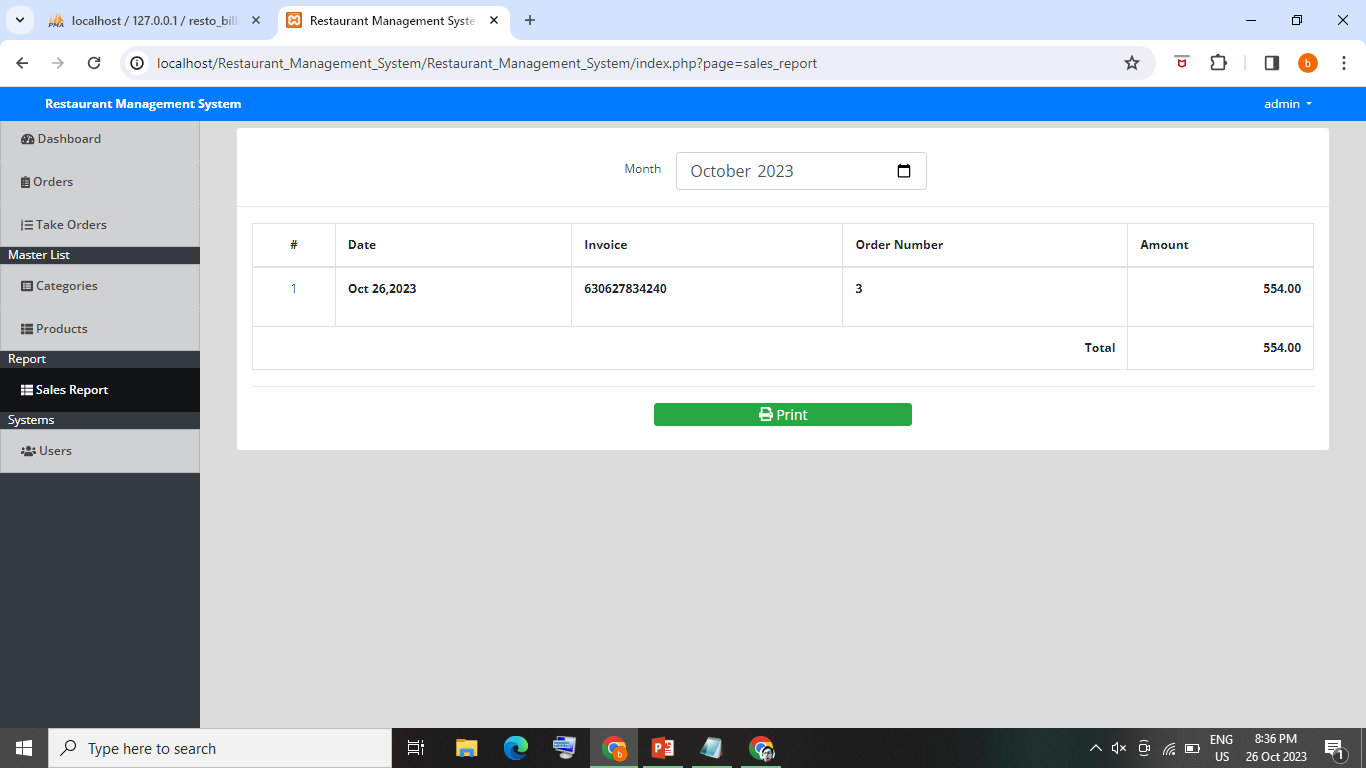 localhost / 127.0.0.1 / resto_bill
Restaurant Management Syste
localhost/Restaurant_Management_System/Restaurant_Management_System/index.php?page=sales_report
b
Restaurant Management System
admin
Dashboard
Orders
Take Orders
Master List
Categories
Products
Report
Sales Report
Systems
Users
Month October 2023
# Date Invoice Order Number Amount
1 Oct 26,2023 630627834240 3 554.00
Total 554.00
Print
Type here to search
ENG
US
8:36 PM
26 Oct 2023
1